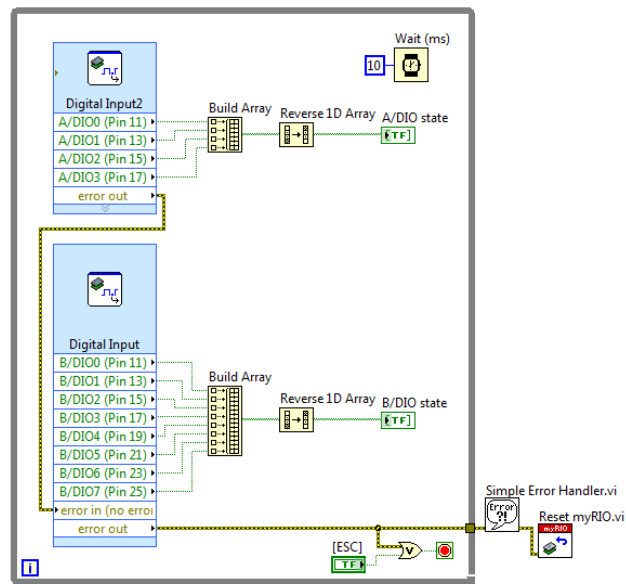 Wait (ms)
10
Digital Input2
A/DIO0 (Pin 11)
A/DIO1 (Pin 13)
A/DIO2 (Pin 15)
A/DIO3 (Pin 17)
error out
Build Array
Reverse 1D Array
A/DIO state
TF
Digital Input
B/DIO0 (Pin 11)
B/DIO1 (Pin 13)
B/DIO2 (Pin 15)
B/DIO3 (Pin 17)
B/DIO4 (Pin 19)
B/DIO5 (Pin 21)
B/DIO6 (Pin 23)
B/DIO7 (Pin 25)
error in (no erroi
error out
Build Array
Reverse 1D Array
B/DIO state
TF
[ESC]
TF
V
i
Simple Error Handler.vi
Error
?!
Reset myRIO.vi
myRIO